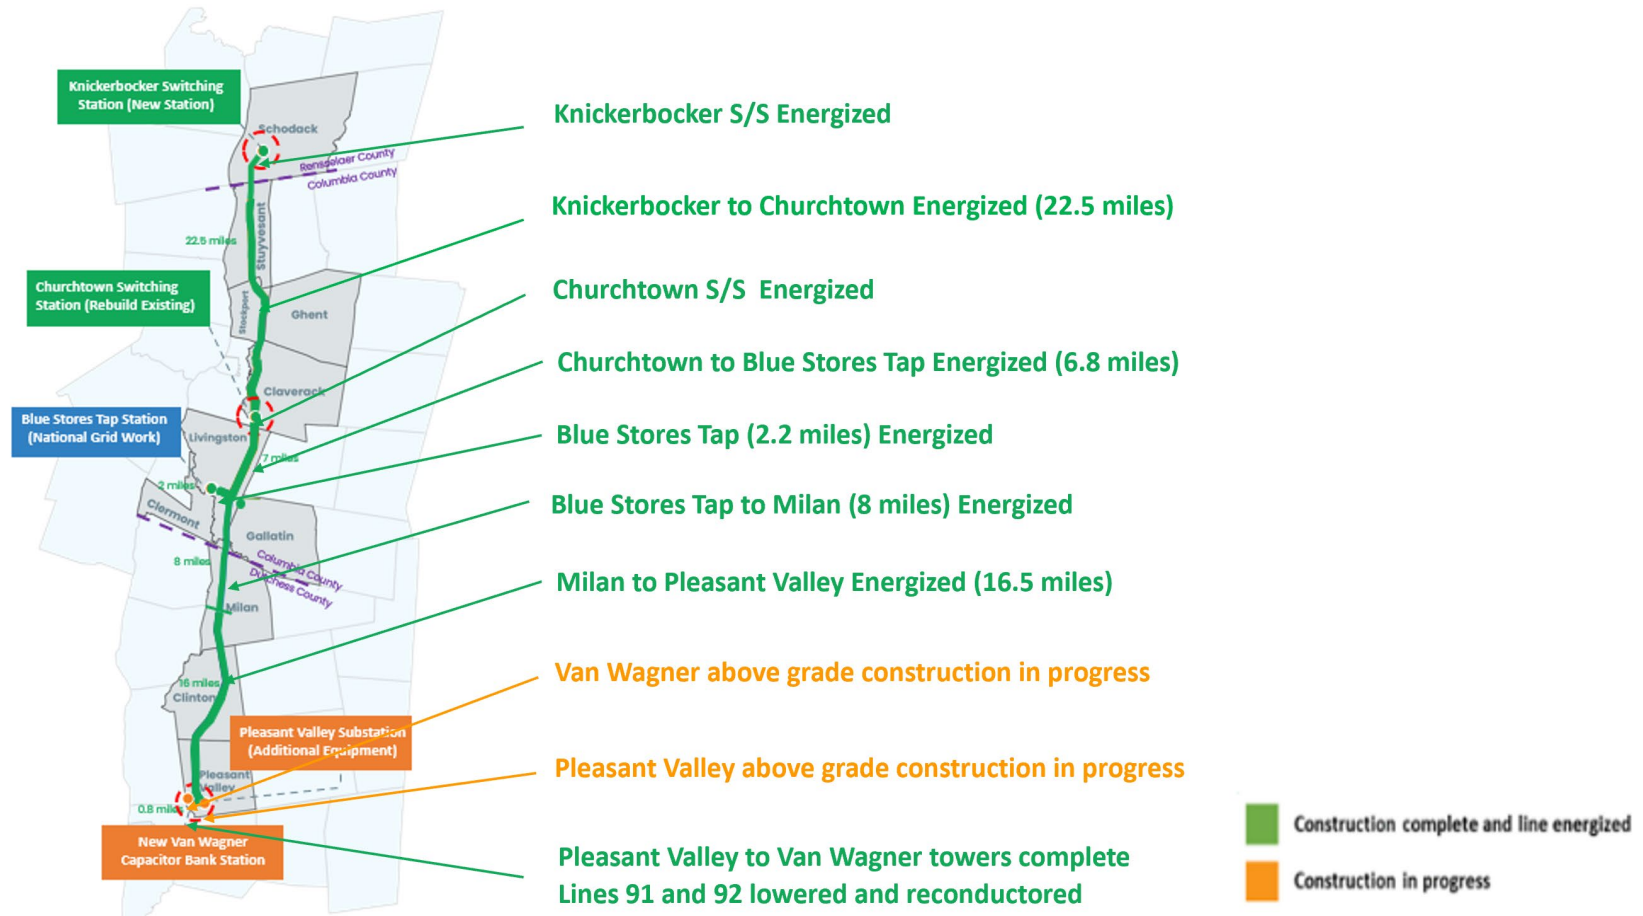 Knickerbocker Switching
Station (New Station)
Schodack
Rensselaer County
Columbia County
22.5 miles
Stuyvesant
Churchtown Switching
Station (Rebuild Existing)
Stockport
Ghent
Claverack
Blue Stores Tap Station
(National Grid Work)
Livingston
7 miles
2 miles
Clermont
Gallatin
8 miles
Columbia County
Dutchess County
Milan
16 miles
Clinton
Pleasant Valley Substation
(Additional Equipment)
Pleasant
Valley
0.8 miles
New Van Wagner
Capacitor Bank Station
Knickerbocker S/S Energized
Knickerbocker to Churchtown Energized (22.5 miles)
Churchtown S/S Energized
Churchtown to Blue Stores Tap Energized (6.8 miles)
Blue Stores Tap (2.2 miles) Energized
Blue Stores Tap to Milan (8 miles) Energized
Milan to Pleasant Valley Energized (16.5 miles)
Van Wagner above grade construction in progress
Pleasant Valley above grade construction in progress
Pleasant Valley to Van Wagner towers complete
Lines 91 and 92 lowered and reconductored
Construction complete and line energized
Construction in progress